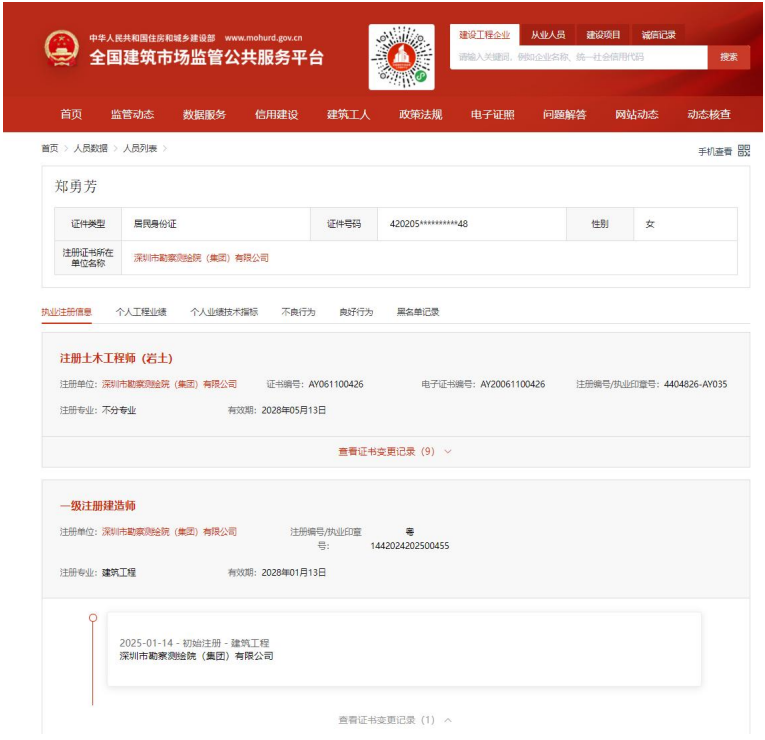 中华人民共和国住房和城乡建设部 www.mohurd.gov.cn
全国建筑市场监管公共服务平台
建设工程企业 从业人员 建设项目 诚信记录
请输入关键词，例如企业名称、统一社会信用代码 搜索
首页 监管动态 数据服务 信用建设 建筑工人 政策法规 电子证照 问题解答 网站动态 动态核查
首页 > 人员数据 > 人员列表 >
手机查看
郑勇芳
证件类型 居民身份证 证件号码 420205**********48 性别 女
注册证书所在
单位名称
深圳市勘察测绘院（集团）有限公司
执业注册信息 个人工程业绩 个人业绩技术指标 不良行为 良好行为 黑名单记录
注册土木工程师（岩土）
注册单位：深圳市勘察测绘院（集团）有限公司 证书编号：AY061100426 电子证书编号：AY20061100426 注册编号/执业印章号：4404826-AY035
注册专业：不分专业 有效期：2028年05月13日
查看证书变更记录（9）
一级注册建造师
注册单位：深圳市勘察测绘院（集团）有限公司 注册编号/执业印章号： 粤1442024202500455
注册专业：建筑工程 有效期：2028年01月13日
2025-01-14 - 初始注册 - 建筑工程
深圳市勘察测绘院（集团）有限公司
查看证书变更记录（1）